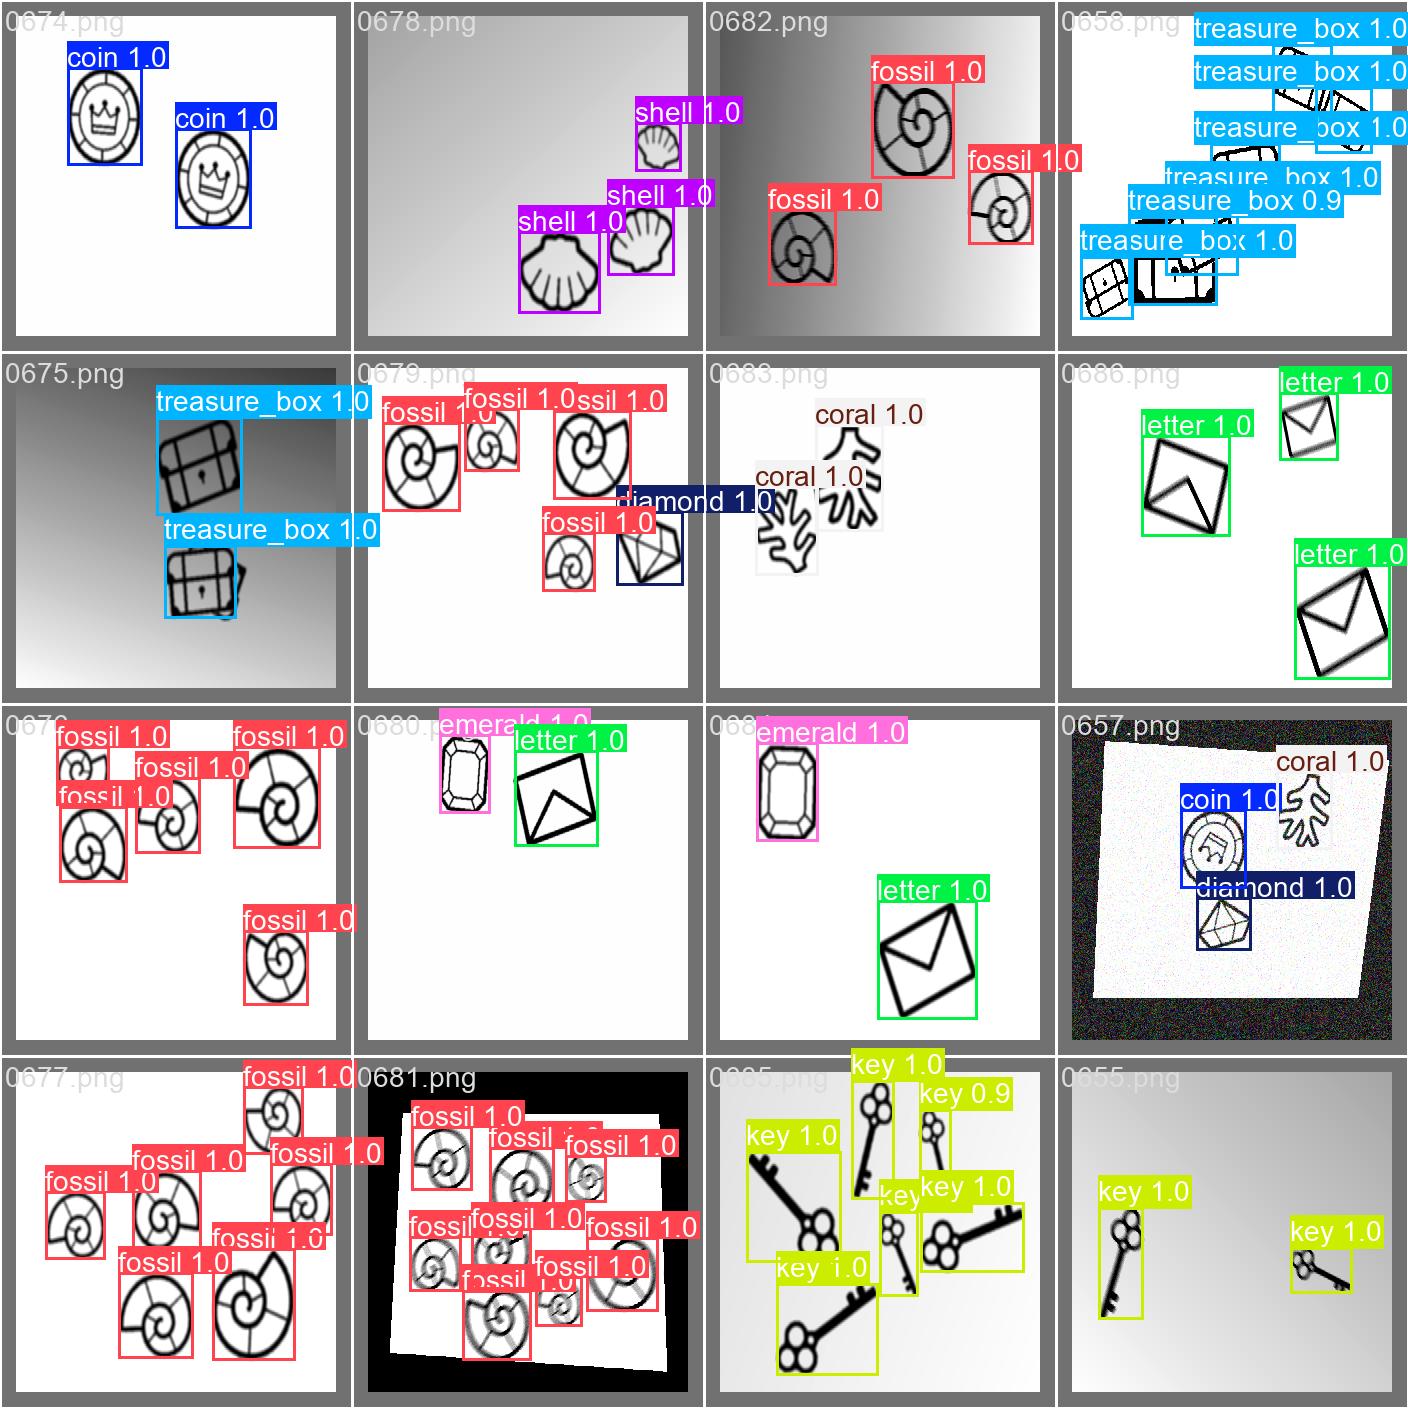 0674.png
coin 1.0
coin 1.0
0678.png
shell 1.0
shell 1.0
shell 1.0
0682.png
fossil 1.0
fossil 1.0
fossil 1.0
0658.png
treasure_box 1.0
treasure_box 1.0
treasure_box 1.0
treasure_box 1.0
treasure_box 0.9
treasure_box 1.0
0675.png
treasure_box 1.0
treasure_box 1.0
0679.png
fossil 1.0
fossil 1.0
ssil 1.0
diamond 1.0
fossil 1.0
0683.png
coral 1.0
coral 1.0
0686.png
letter 1.0
letter 1.0
letter 1.0
fossil 1.0
fossil 1.0
fossil 1.0
fossil 1.0
fossil 1.0
0680.
emerald 1.0
letter 1.0
emerald 1.0
letter 1.0
0657.png
coral 1.0
coin 1.0
diamond 1.0
0677.png
fossil 1.0
fossil 1.0
fossil 1.0
fossil 1.0
fossil 1.0
fossil 1.0
0681.png
fossil 1.0
fossil 1.0
fossil 1.0
fossil
fossil 1.0
fossil 1.0
fossil 1.0
fossil 1.0
0685.png
key 1.0
key 0.9
key 1.0
key
key 1.0
key 1.0
0655.png
key 1.0
key 1.0